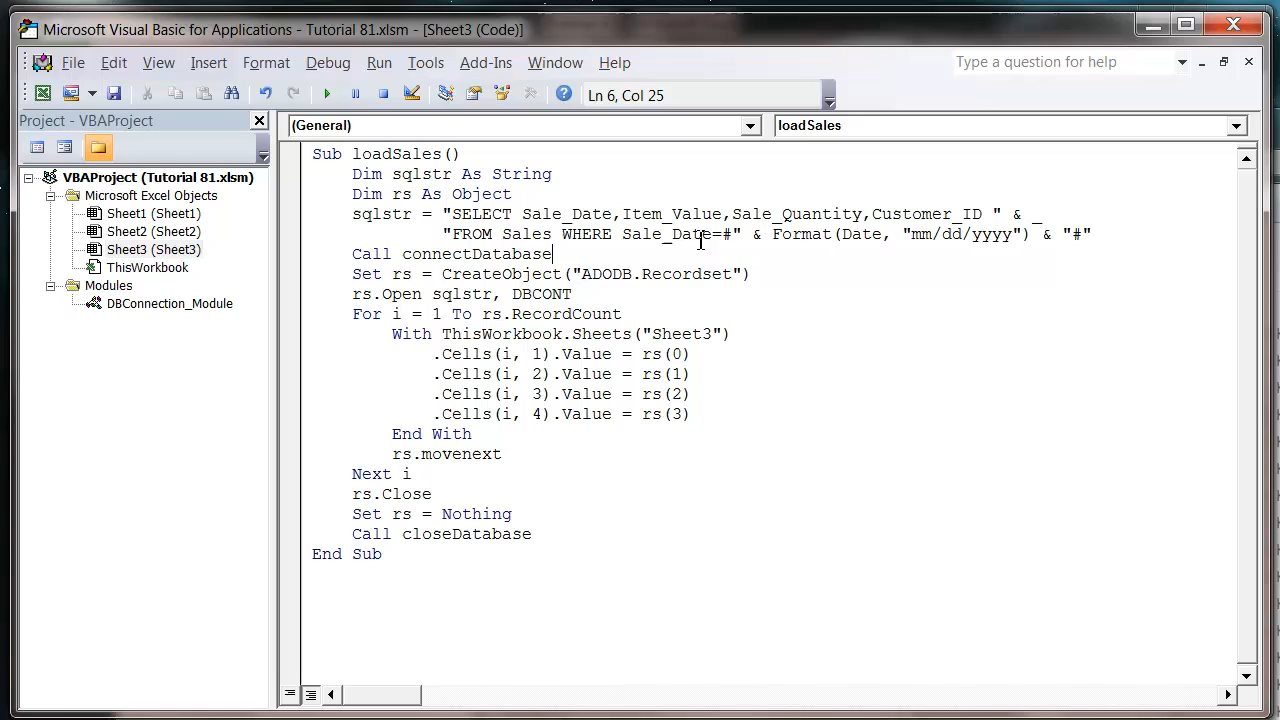 Microsoft Visual Basic for Applications - Tutorial 81.xlsm - [Sheet3 (Code)]
File Edit View Insert Format Debug Run Tools Add-Ins Window Help
Type a question for help
Ln 6, Col 25
Project - VBAProject
(General)
loadSales
VBAProject (Tutorial 81.xlsm)
Microsoft Excel Objects
Sheet1 (Sheet1)
Sheet2 (Sheet2)
Sheet3 (Sheet3)
ThisWorkbook
Modules
DBConnection_Module
Sub loadSales()
Dim sqlstr As String
Dim rs As Object
sqlstr = "SELECT Sale_Date,Item_Value,Sale_Quantity,Customer_ID " & _
"FROM Sales WHERE Sale_Date=#" & Format(Date, "mm/dd/yyyy") & "#"
Call connectDatabase
Set rs = CreateObject("ADODB.Recordset")
rs.Open sqlstr, DBCONT
For i = 1 To rs.RecordCount
With ThisWorkbook.Sheets("Sheet3")
.Cells(i, 1).Value = rs(0)
.Cells(i, 2).Value = rs(1)
.Cells(i, 3).Value = rs(2)
.Cells(i, 4).Value = rs(3)
End With
rs.movenext
Next i
rs.Close
Set rs = Nothing
Call closeDatabase
End Sub